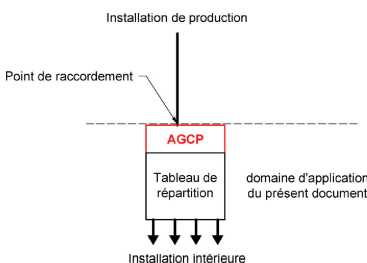 Installation de production
Point de raccordement
AGCP
Tableau de
répartition
domaine d'application
du présent document
Installation intérieure